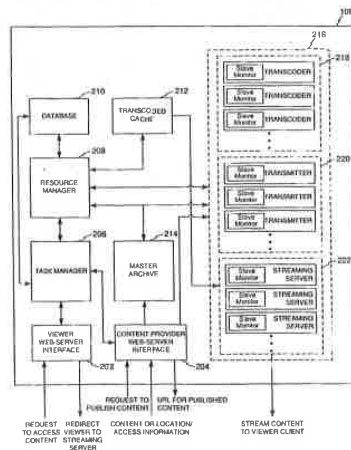 108
216
218
Slave Monitor TRANSCODER
Slave Monitor TRANSCODER
Slave Monitor TRANSCODER
210
DATABASE
212
TRANSCODED CACHE
208
RESOURCE MANAGER
220
Slave Monitor TRANSMITTER
Slave Monitor TRANSMITTER
Slave Monitor TRANSMITTER
206
TASK MANAGER
214
MASTER ARCHIVE
222
Slave Monitor STREAMING SERVER
Slave Monitor STREAMING SERVER
Slave Monitor STREAMING SERVER
VIEWER WEB-SERVER INTERFACE
202
CONTENT PROVIDER WEB-SERVER INTERFACE
204
REQUEST TO ACCESS CONTENT
REDIRECT VIEWER TO STREAMING SERVER
REQUEST TO PUBLISH CONTENT
CONTENT OR LOCATION/ ACCESS INFORMATION
URL FOR PUBLISHED CONTENT
STREAM CONTENT TO VIEWER CLIENT